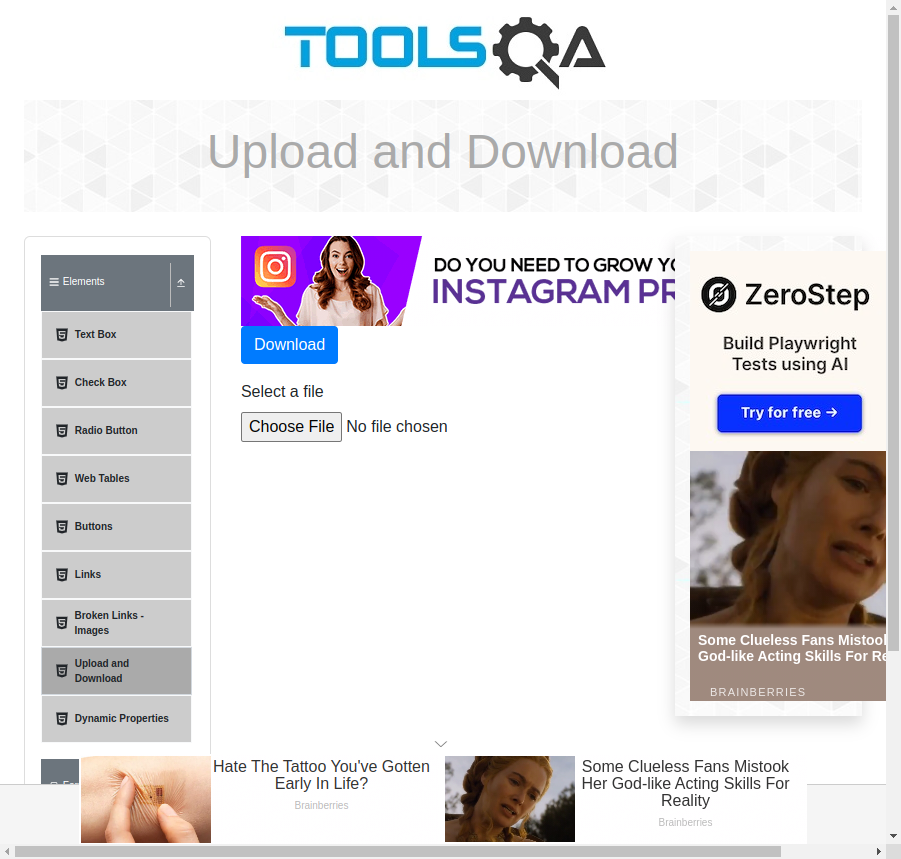 TOOLSQA
Upload and Download
Elements
Text Box
Check Box
Radio Button
Web Tables
Buttons
Links
Broken Links -
Images
Upload and
Download
Dynamic Properties
DO YOU NEED TO GROW
INSTAGRAM
Download
Select a file
Choose File No file chosen
ZeroStep
Build Playwright
Tests using AI
Try for free →
Some Clueless Fans
God-like Acting Skills For
BRAINBERRIES
Hate The Tattoo You've Gotten
Early In Life?
Brainberries
Some Clueless Fans Mistook
Her God-like Acting Skills For
Reality
Brainberries